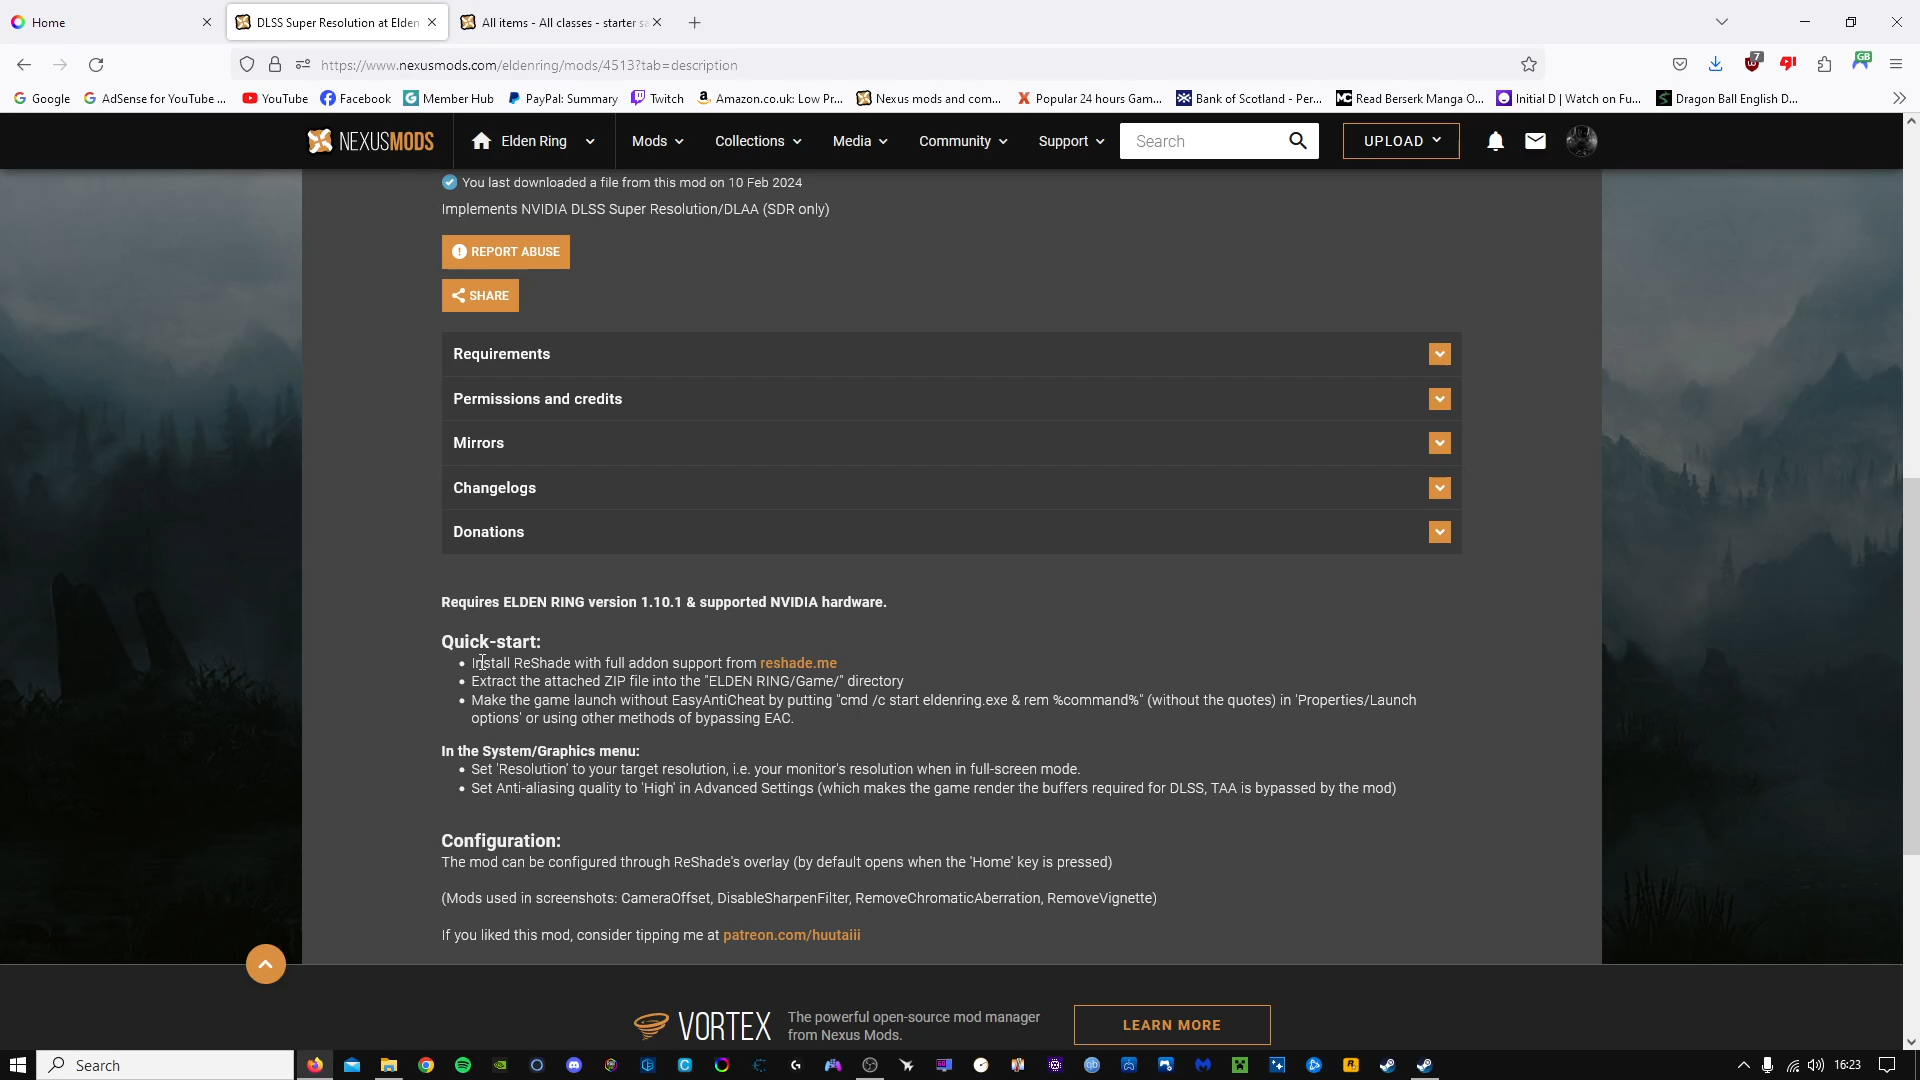 Home
DLSS Super Resolution at Elden
All items - All classes - starter sa
https://www.nexusmods.com/eldenring/mods/4513?tab=description
7
GB
Google
AdSense for YouTube ...
YouTube
Facebook
Member Hub
PayPal: Summary
Twitch
Amazon.co.uk: Low Pr...
Nexus mods and com...
Popular 24 hours Gam...
Bank of Scotland - Per...
Read Berserk Manga O...
Initial D | Watch on Fu...
Dragon Ball English D...
NEXUSMODS
Elden Ring
Mods
Collections
Media
Community
Support
Search
UPLOAD
You last downloaded a file from this mod on 10 Feb 2024
Implements NVIDIA DLSS Super Resolution/DLAA (SDR only)
REPORT ABUSE
SHARE
Requirements
Permissions and credits
Mirrors
Changelogs
Donations
Requires ELDEN RING version 1.10.1 & supported NVIDIA hardware.
Quick-start:
• Install ReShade with full addon support from reshade.me
• Extract the attached ZIP file into the "ELDEN RING/Game/" directory
• Make the game launch without EasyAntiCheat by putting "cmd /c start eldenring.exe & rem %command%" (without the quotes) in 'Properties/Launch
options' or using other methods of bypassing EAC.
In the System/Graphics menu:
• Set 'Resolution' to your target resolution, i.e. your monitor's resolution when in full-screen mode.
• Set Anti-aliasing quality to 'High' in Advanced Settings (which makes the game render the buffers required for DLSS, TAA is bypassed by the mod)
Configuration:
The mod can be configured through ReShade's overlay (by default opens when the 'Home' key is pressed)
(Mods used in screenshots: CameraOffset, DisableSharpenFilter, RemoveChromaticAberration, RemoveVignette)
If you liked this mod, consider tipping me at patreon.com/huutaiii
VORTEX
The powerful open-source mod manager
from Nexus Mods.
LEARN MORE
Search
16:23